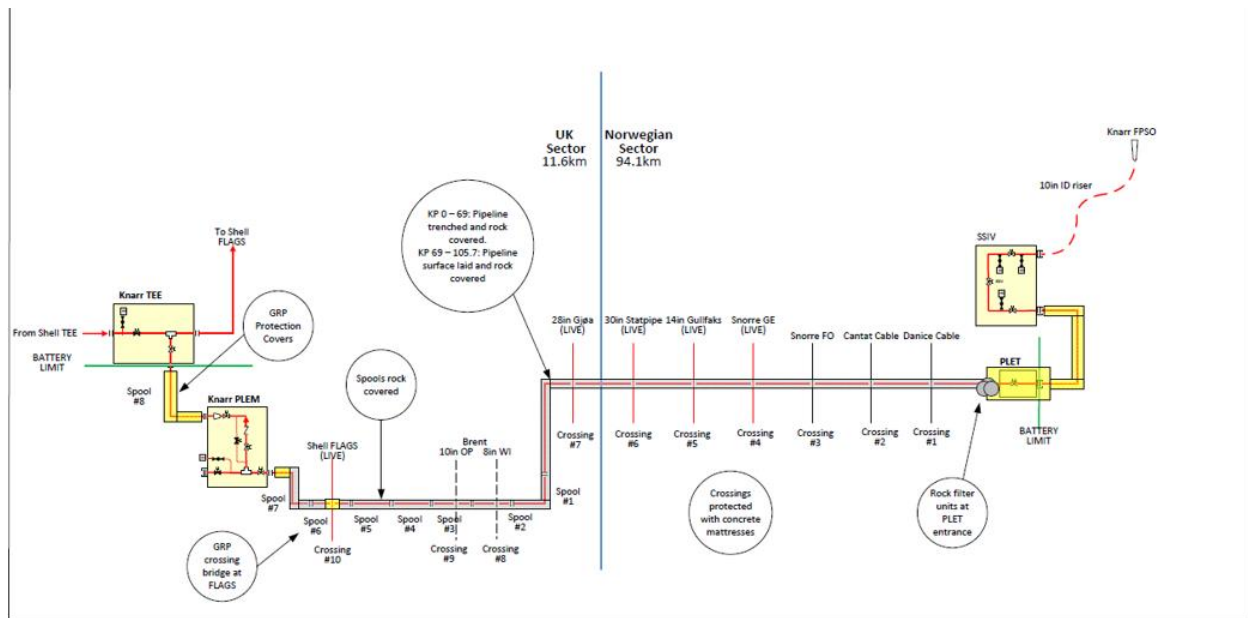 UK
Sector
11.6km
Norwegian
Sector
94.1km
Knarr FPSO
10in ID riser
SSIV
KP 0 – 69: Pipeline
trenched and rock
covered.
KP 69 – 105.7: Pipeline
surface laid and rock
covered
To Shell
FLAGS
Knarr TEE
GRP
Protection
Covers
From Shell TEE
BATTERY
LIMIT
Spool
#8
Knarr PLEM
Spools rock
covered
28in Gjøa
(LIVE)
30in Statpipe
(LIVE)
14in Gullfaks
(LIVE)
Snorre GE
(LIVE)
Snorre FO
Cantat Cable
Danice Cable
PLET
Crossing
#7
Crossing
#6
Crossing
#5
Crossing
#4
Crossing
#3
Crossing
#2
Crossing
#1
BATTERY
LIMIT
Shell FLAGS
(LIVE)
Brent
10in OP
8in WI
Spool
#7
Spool
#6
Spool
#5
Spool
#4
Spool
#3
Spool
#2
Spool
#1
Crossing
#10
Crossing
#9
Crossing
#8
GRP
crossing
bridge at
FLAGS
Crossings
protected
with concrete
mattresses
Rock filter
units at
PLET
entrance